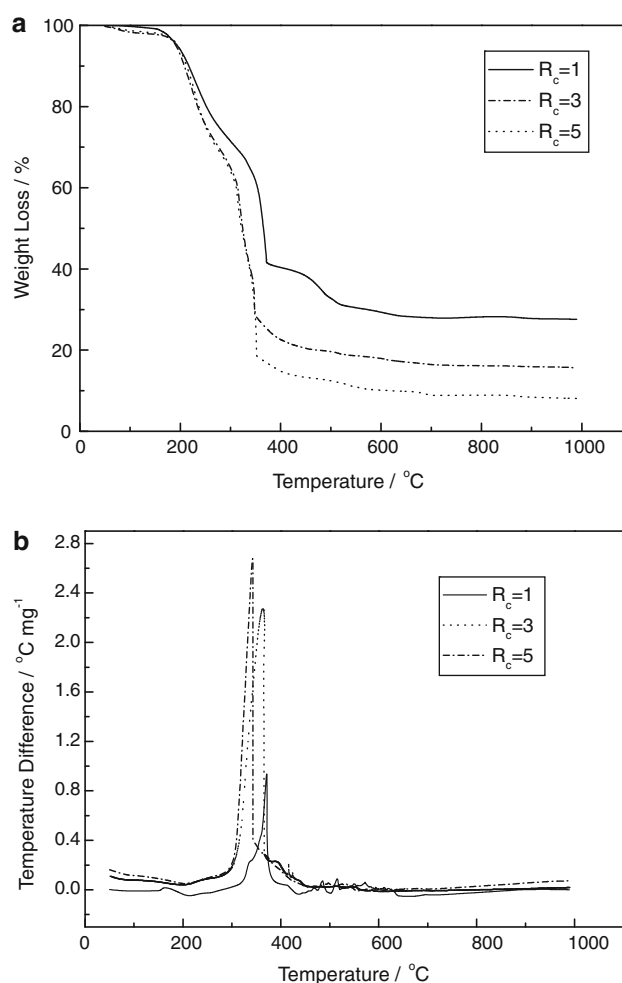 a
100
80
60
40
20
0
Weight Loss / %
R_c=1
R_c=3
R_c=5
0 200 400 600 800 1000
Temperature / °C
b
2.8
2.4
2.0
1.6
1.2
0.8
0.4
0.0
Temperature Difference / °C mg⁻¹
R_c=1
R_c=3
R_c=5
0 200 400 600 800 1000
Temperature / °C